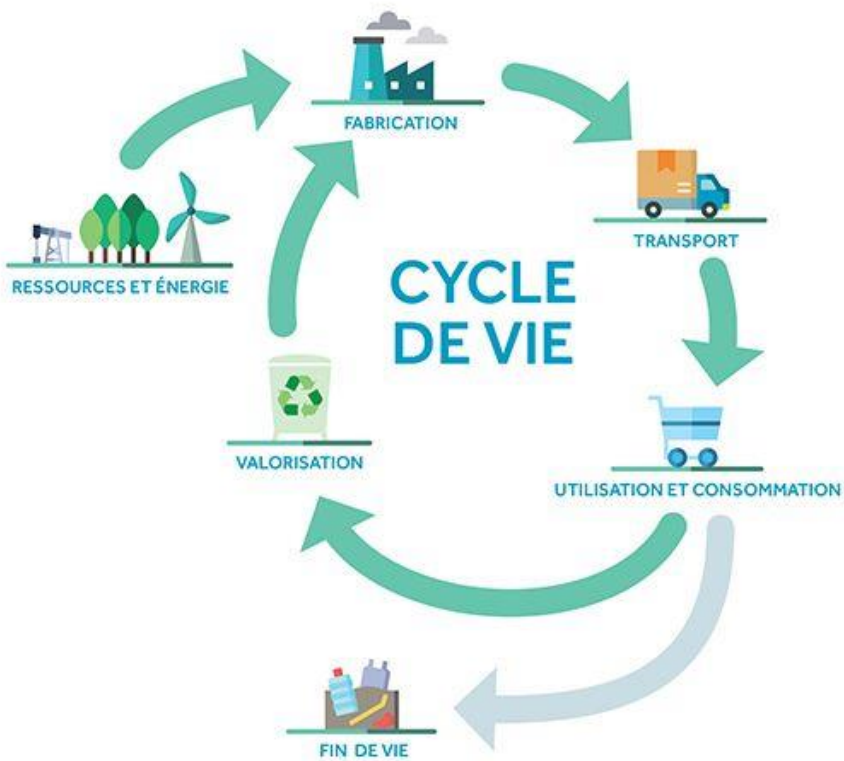 FABRICATION
TRANSPORT
RESSOURCES ET ÉNERGIE
CYCLE
DE VIE
VALORISATION
UTILISATION ET CONSOMMATION
FIN DE VIE